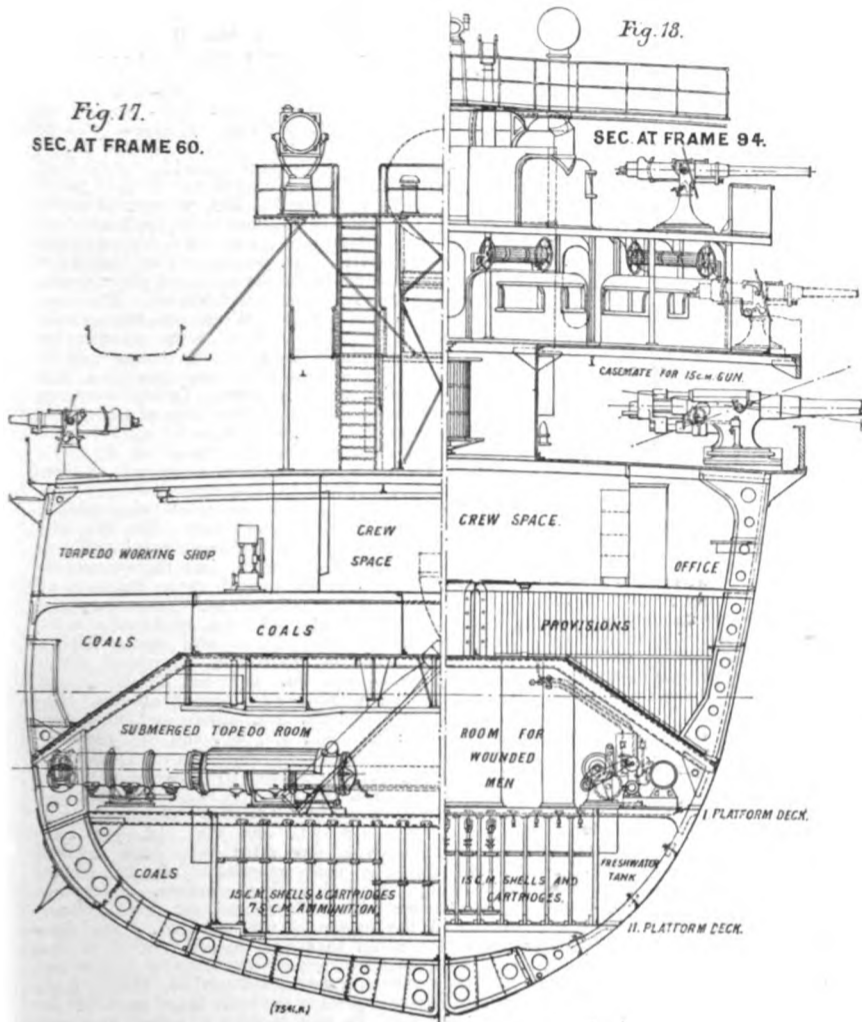 Fig. 17.
SEC. AT FRAME 60.
Fig. 18.
SEC. AT FRAME 94.
CASEMATE FOR 15 C.M. GUN.
TORPEDO WORKING SHOP.
CREW
SPACE
CREW SPACE.
OFFICE
COALS
COALS
PROVISIONS
SUBMERGED TOPEDO ROOM
ROOM FOR
WOUNDED
MEN
I PLATFORM DECK.
COALS
15 C.M. SHELLS & CARTRIDGES
7.5 C.M. AMMUNITION.
15 C.M. SHELLS AND
CARTRIDGES.
FRESHWATER
TANK
II. PLATFORM DECK.